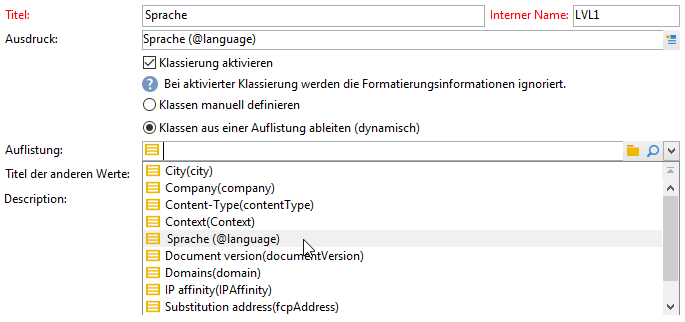 Titel: Sprache Interner Name: LVL1
Ausdruck: Sprache (@language)
Klassierung aktivieren
? Bei aktivierter Klassierung werden die Formatierungsinformationen ignoriert.
Klassen manuell definieren
Klassen aus einer Auflistung ableiten (dynamisch)
Auflistung:
Titel der anderen Werte:
Description:
City(city)
Company(company)
Content-Type(contentType)
Context(Context)
Sprache (@language)
Document version(documentVersion)
Domains(domain)
IP affinity(IPAffinity)
Substitution address(fcpAddress)